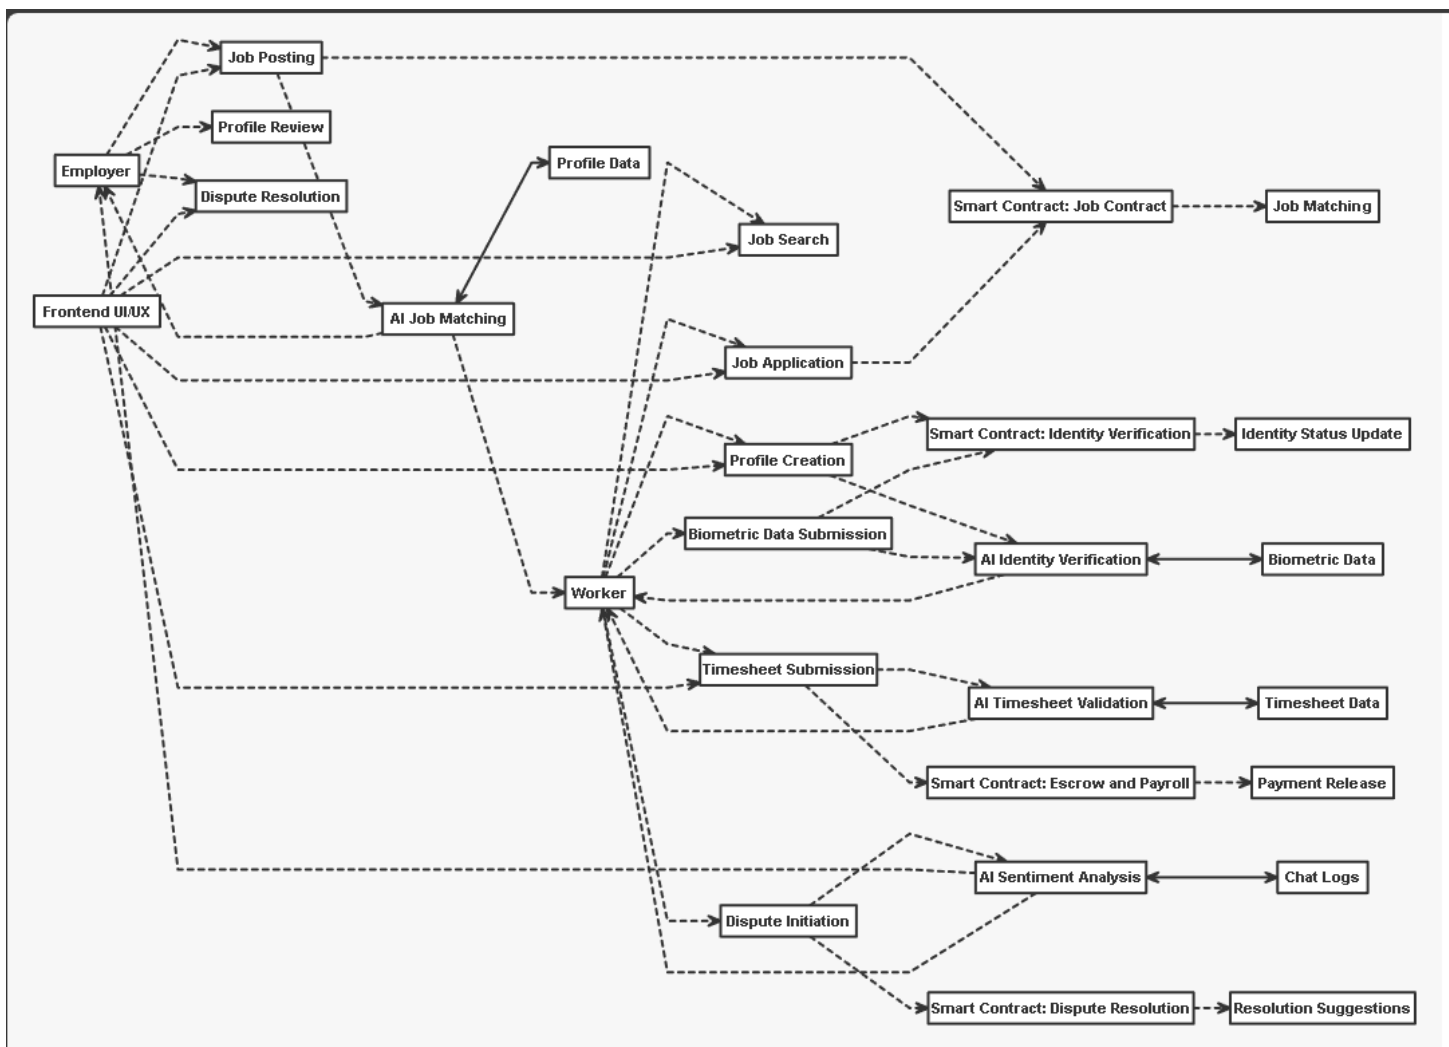 Job Posting
Profile Review
Employer
Profile Data
Dispute Resolution
Smart Contract: Job Contract
Job Matching
Job Search
Frontend UI/UX
AI Job Matching
Job Application
Smart Contract: Identity Verification
Identity Status Update
Profile Creation
Biometric Data Submission
AI Identity Verification
Biometric Data
Worker
Timesheet Submission
AI Timesheet Validation
Timesheet Data
Smart Contract: Escrow and Payroll
Payment Release
AI Sentiment Analysis
Chat Logs
Dispute Initiation
Smart Contract: Dispute Resolution
Resolution Suggestions